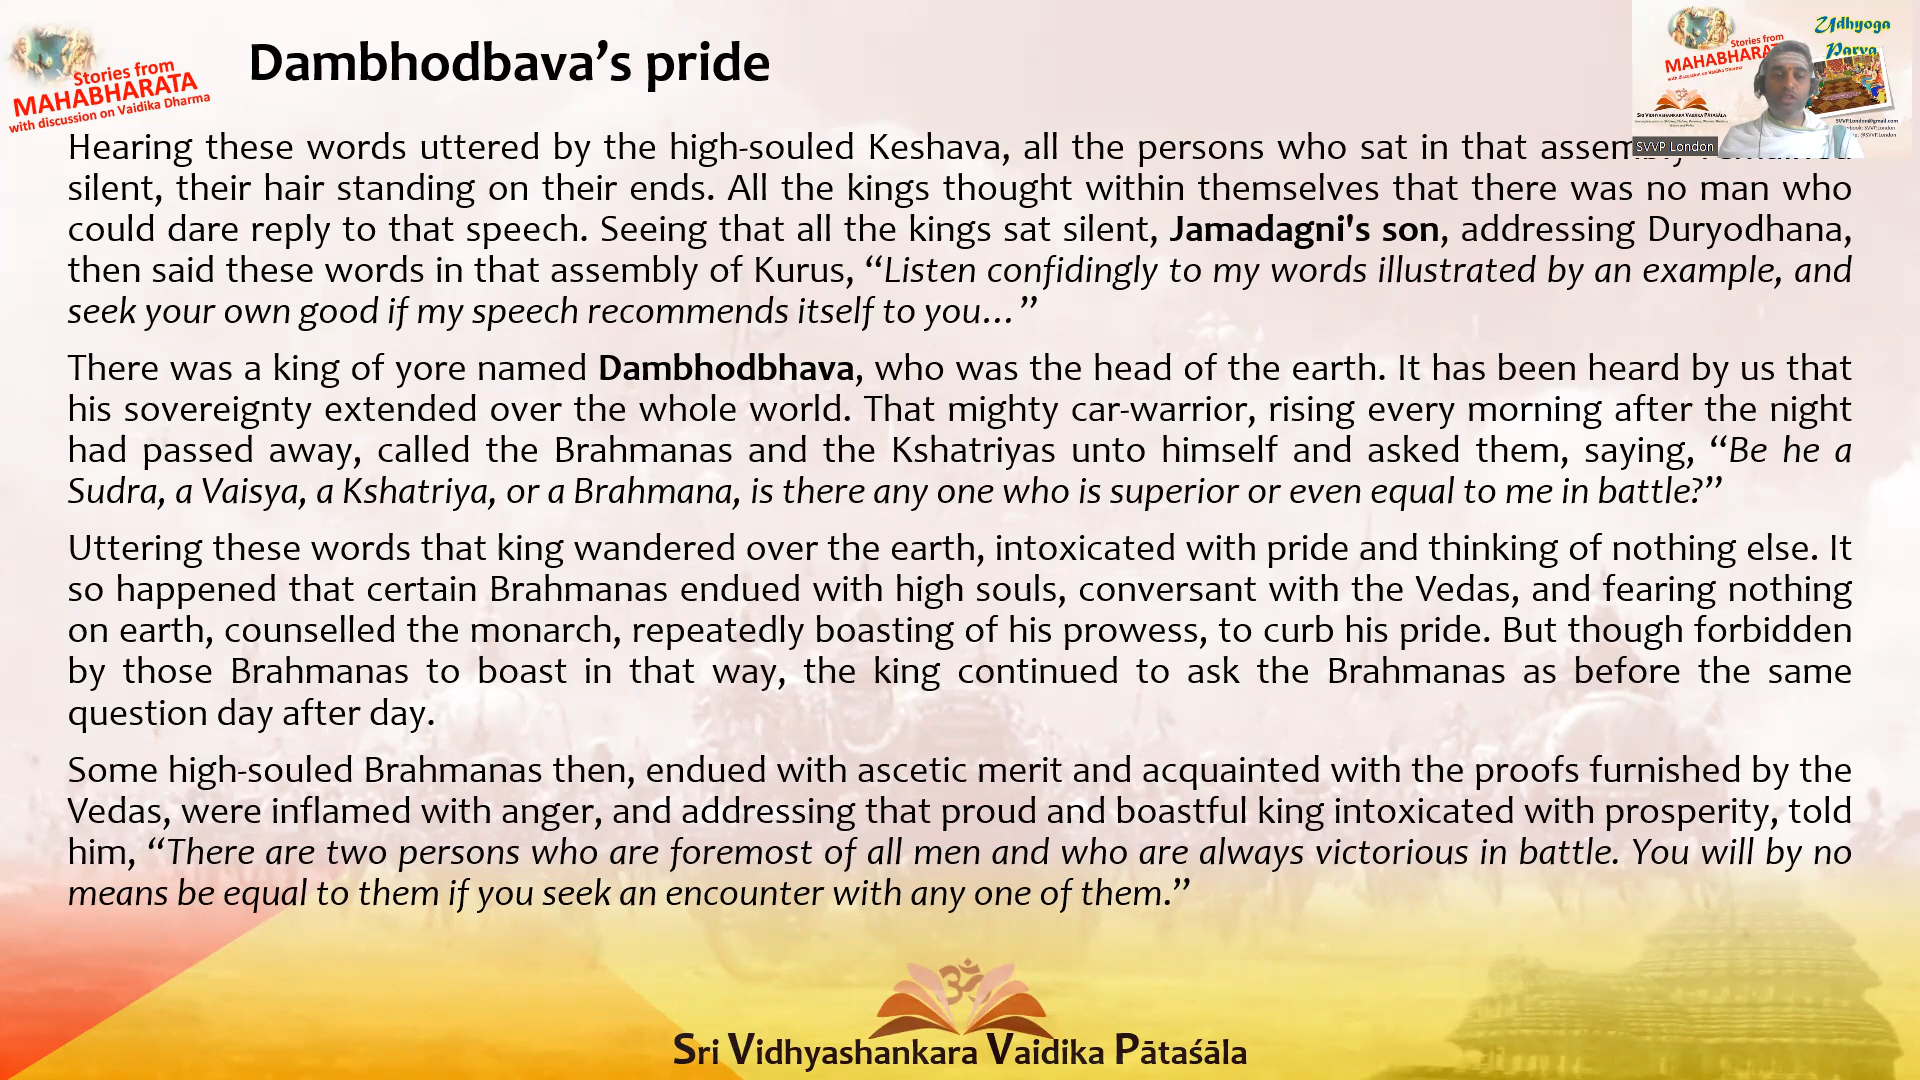 Stories from
MAHABHARATA
with discussion on Vaidika Dharma
Dambhodbava’s pride
Udhyoga
Parva
Stories from
MAHABHARATA
with discussion on Vaidika Dharma
SRI VIDHYASHANKARA VAIDIKA PĀTAŚĀLA
SVVP.London@gmail.com
SVVP London
SVVP London
Hearing these words uttered by the high-souled Keshava, all the persons who sat in that
silent, their hair standing on their ends. All the kings thought within themselves that there was no man who
could dare reply to that speech. Seeing that all the kings sat silent, Jamadagni's son, addressing Duryodhana,
then said these words in that assembly of Kurus, “Listen confidingly to my words illustrated by an example, and
seek your own good if my speech recommends itself to you…”
There was a king of yore named Dambhodbhava, who was the head of the earth. It has been heard by us that
his sovereignty extended over the whole world. That mighty car-warrior, rising every morning after the night
had passed away, called the Brahmanas and the Kshatriyas unto himself and asked them, saying, “Be he a
Sudra, a Vaisya, a Kshatriya, or a Brahmana, is there any one who is superior or even equal to me in battle?”
Uttering these words that king wandered over the earth, intoxicated with pride and thinking of nothing else. It
so happened that certain Brahmanas endued with high souls, conversant with the Vedas, and fearing nothing
on earth, counselled the monarch, repeatedly boasting of his prowess, to curb his pride. But though forbidden
by those Brahmanas to boast in that way, the king continued to ask the Brahmanas as before the same
question day after day.
Some high-souled Brahmanas then, endued with ascetic merit and acquainted with the proofs furnished by the
Vedas, were inflamed with anger, and addressing that proud and boastful king intoxicated with prosperity, told
him, “There are two persons who are foremost of all men and who are always victorious in battle. You will by no
means be equal to them if you seek an encounter with any one of them.”
ॐ
Sri Vidhyashankara Vaidika Pātaśāla